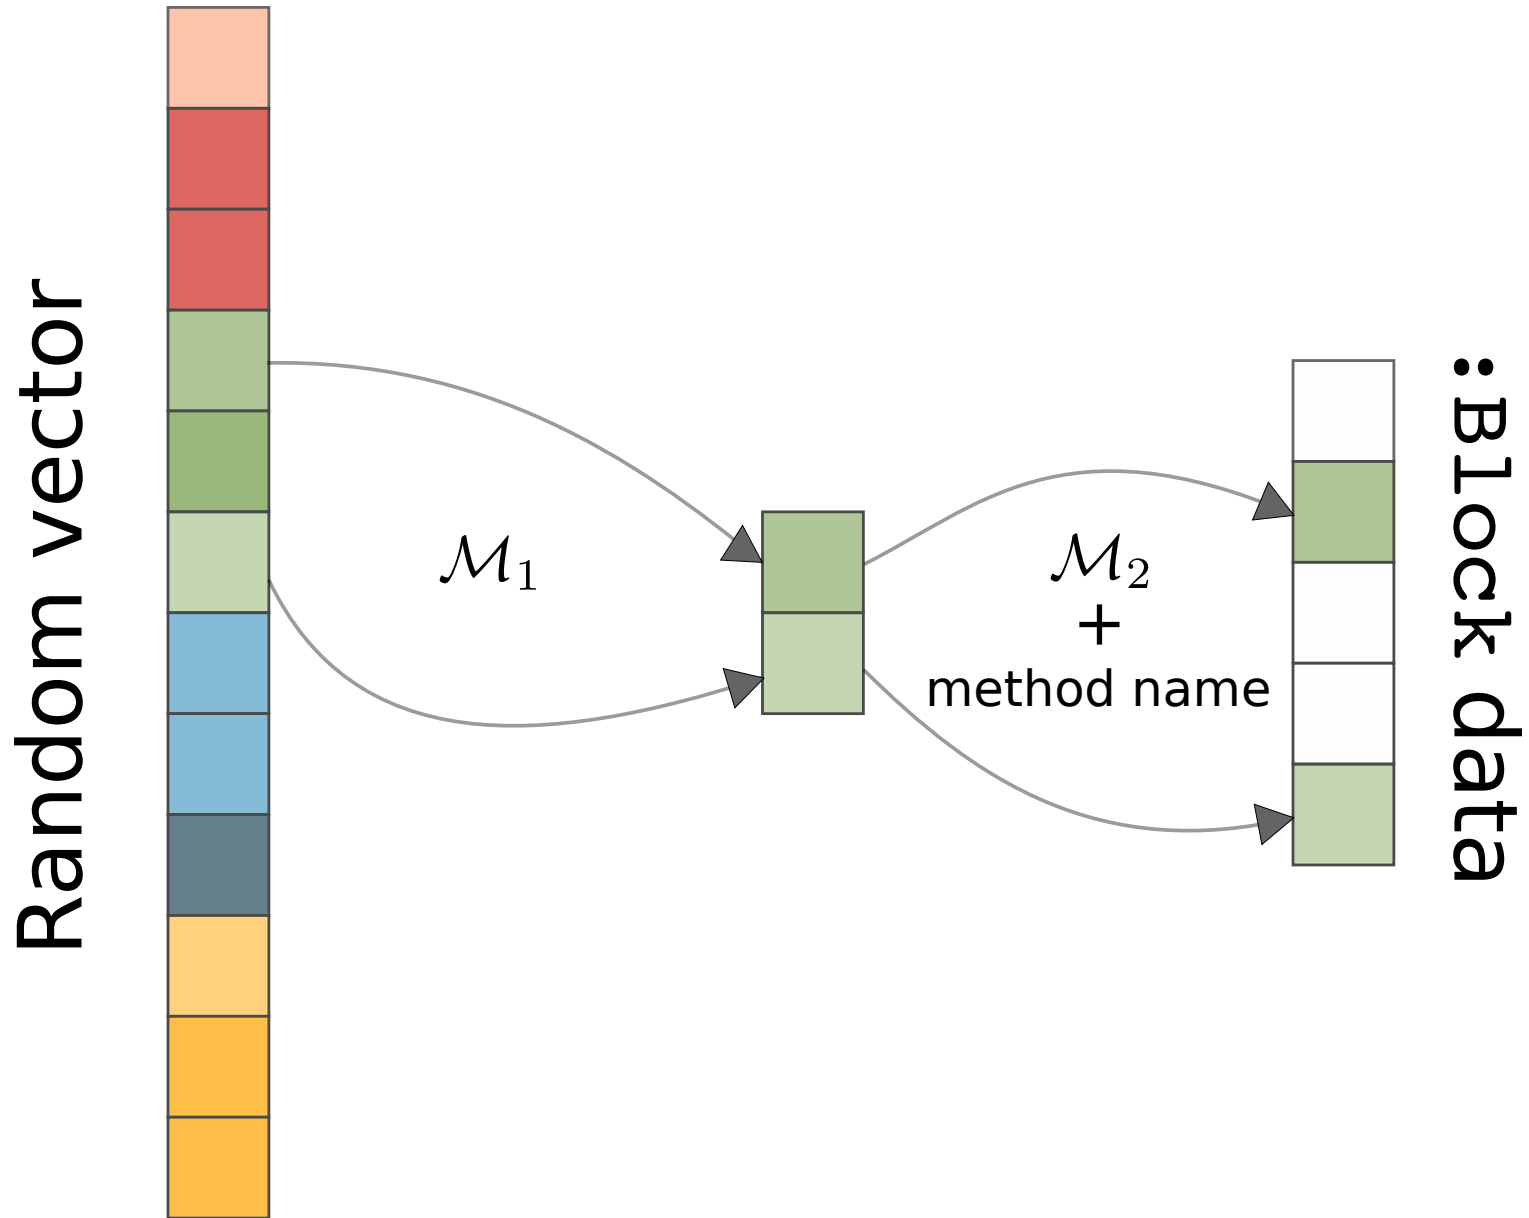 Random vector
ℳ₁
ℳ₂
+
method name
:Block data